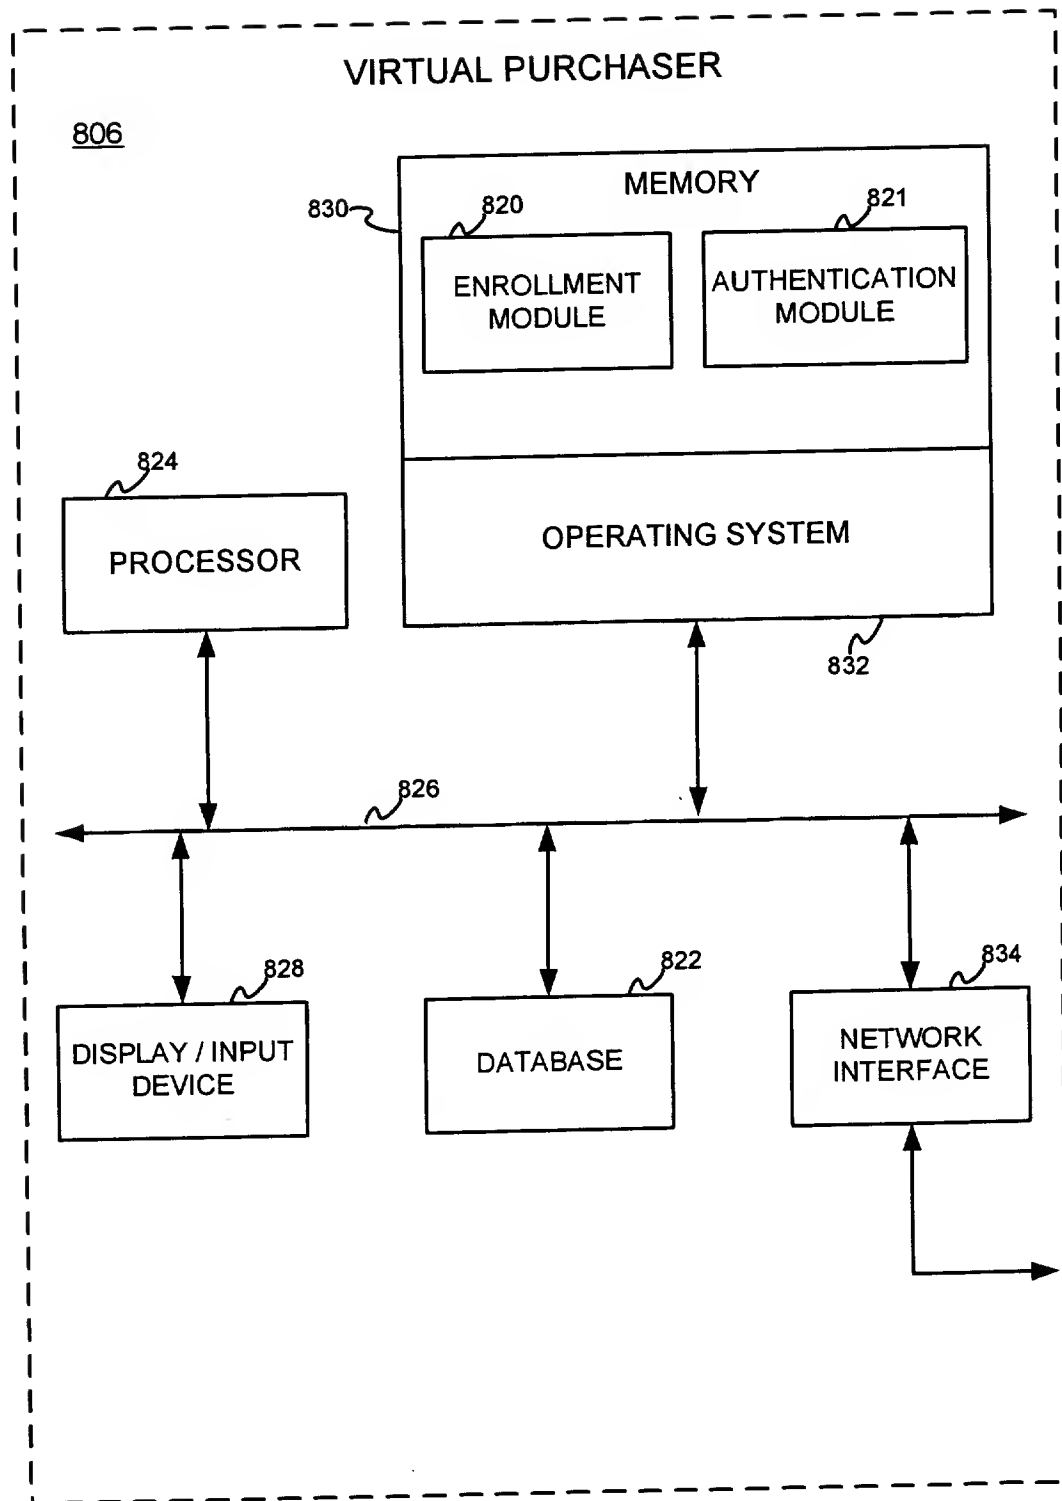 VIRTUAL PURCHASER
806
MEMORY
830
820
821
ENROLLMENT
MODULE
AUTHENTICATION
MODULE
824
PROCESSOR
OPERATING SYSTEM
832
826
828
822
834
DISPLAY / INPUT
DEVICE
DATABASE
NETWORK
INTERFACE